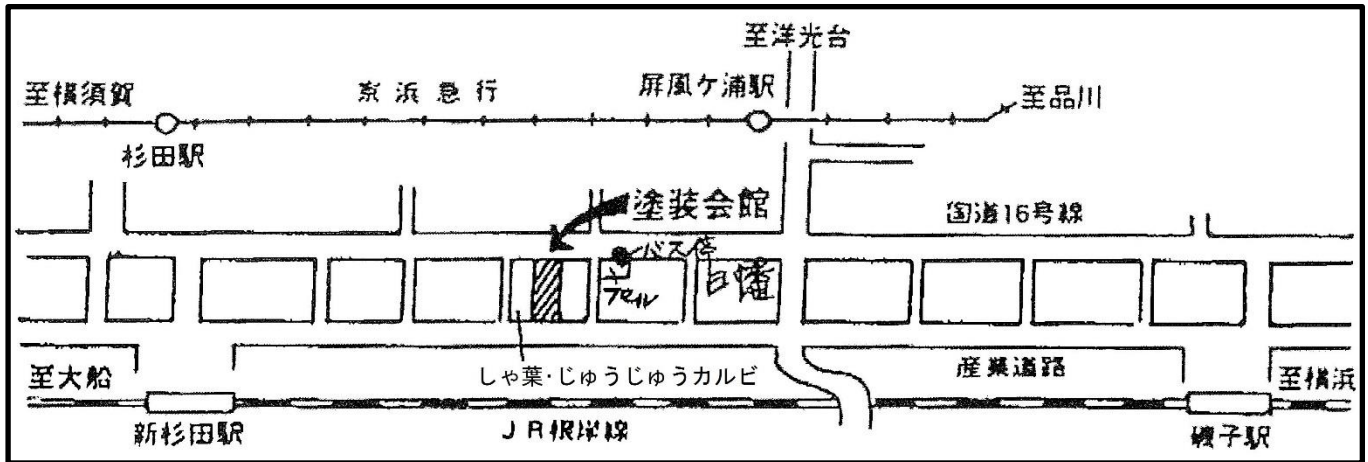 至洋光台
至横須賀
京浜急行
屏風ケ浦駅
至品川
杉田駅
塗装会館
国道16号線
バス停
至大船
しゃ葉・じゅうじゅうカルビ
産業道路
至横浜
新杉田駅
JR根岸線
磯子駅